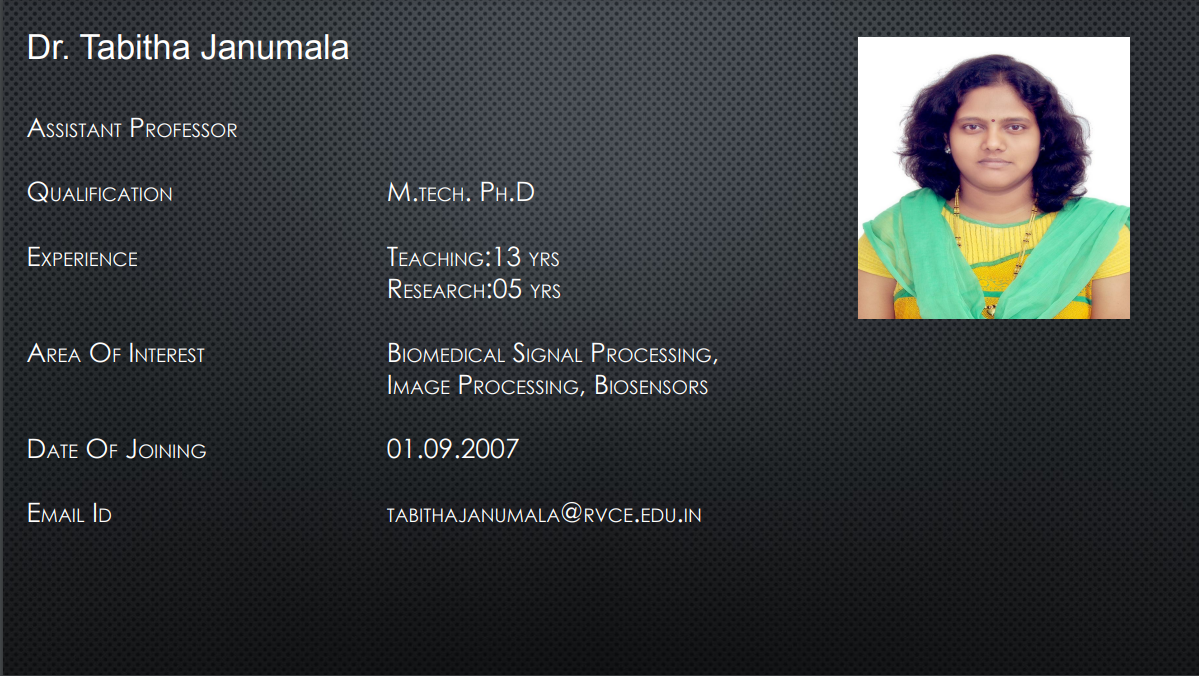 Dr. Tabitha Janumala
Assistant Professor
Qualification M.tech. Ph.D
Experience Teaching:13 yrs
Research:05 yrs
Area Of Interest Biomedical Signal Processing,
Image Processing, Biosensors
Date Of Joining 01.09.2007
Email Id tabithajanumala@rvce.edu.in